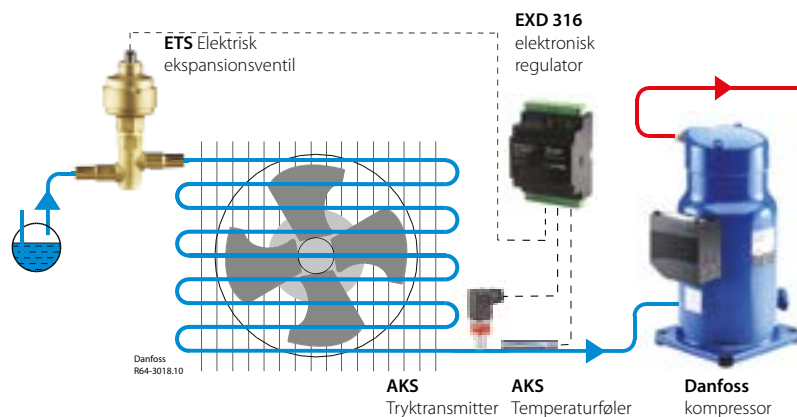 ETS Elektrisk
ekspansionsventil
EXD 316
elektronisk
regulator
Danfoss
R64-3018.10
AKS
Tryktransmitter
AKS
Temperaturføler
Danfoss
kompressor